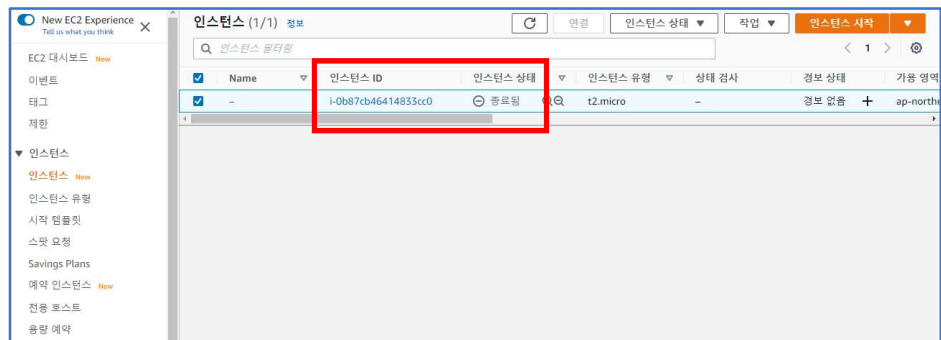 New EC2 Experience
Tell us what you think
EC2 대시보드 New
이벤트
태그
제한
인스턴스
인스턴스 New
인스턴스 유형
시작 템플릿
스팟 요청
Savings Plans
예약 인스턴스 New
전용 호스트
용량 예약
인스턴스 (1/1) 정보
연결 인스턴스 상태 작업 인스턴스 시작
인스턴스 필터링
1
Name 인스턴스 ID 인스턴스 상태 인스턴스 유형 상태 검사 경보 상태 가용 영역
– i-0b87cb46414833cc0 종료됨 t2.micro – 경보 없음 + ap-northe